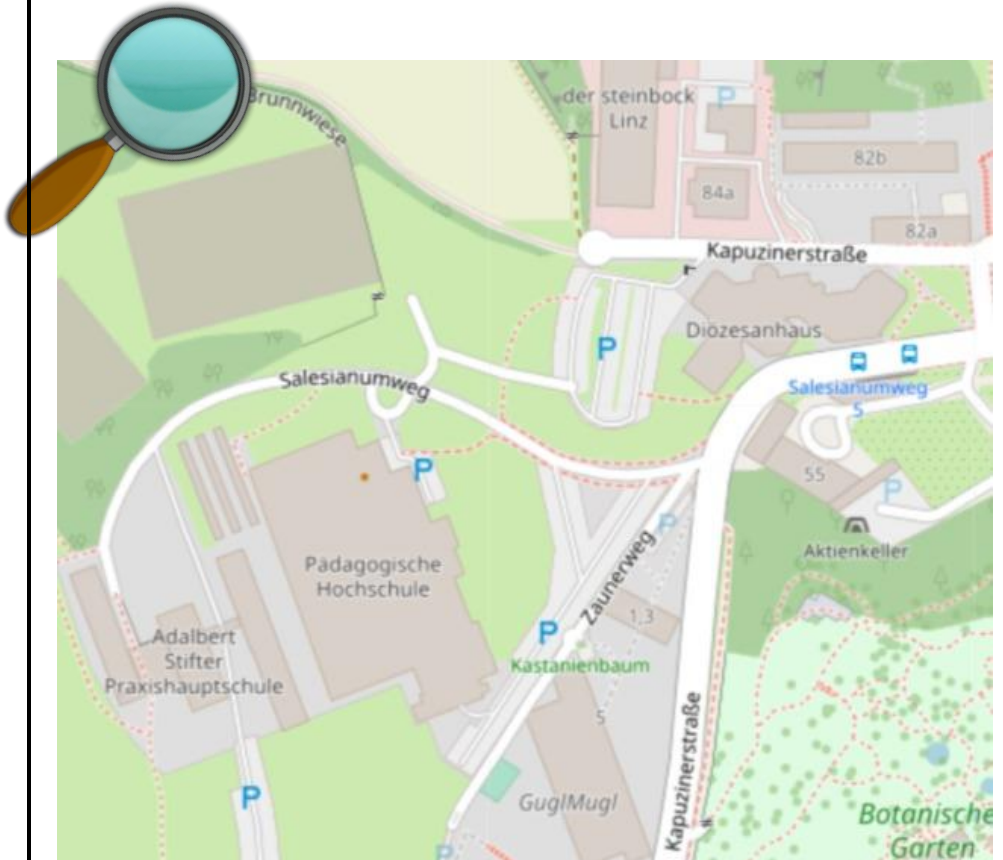 Brunnwiese
der steinbock
Linz
P
82b
84a
82a
Kapuzinerstraße
Diözesanhaus
P
Salesianumweg
Salesianumweg
5
P
55
P
P
Aktienkeller
Pädagogische
Hochschule
Zaunerweg
1,3
P
Adalbert
Stifter
Praxishauptschule
Kastanienbaum
5
Kapuzinerstraße
P
GuglMugl
Botanische
Garten
P